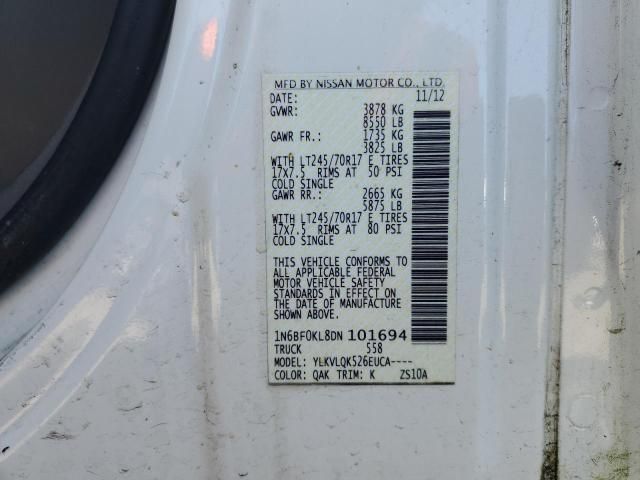 MFD BY NISSAN MOTOR CO., LTD.
DATE: 11/12
GVWR: 3878 KG
8550 LB
GAWR FR.: 1735 KG
3825 LB
WITH LT245/70R17 E TIRES
17X7.5 RIMS AT 50 PSI
COLD SINGLE
GAWR RR.: 2665 KG
5875 LB
WITH LT245/70R17 E TIRES
17X7.5 RIMS AT 80 PSI
COLD SINGLE
THIS VEHICLE CONFORMS TO
ALL APPLICABLE FEDERAL
MOTOR VEHICLE SAFETY
STANDARDS IN EFFECT ON
THE DATE OF MANUFACTURE
SHOWN ABOVE.
1N6BF0KL8DN 101694
TRUCK 558
MODEL: YLKVLQK526EUCA----
COLOR: QAK TRIM: K ZS10A